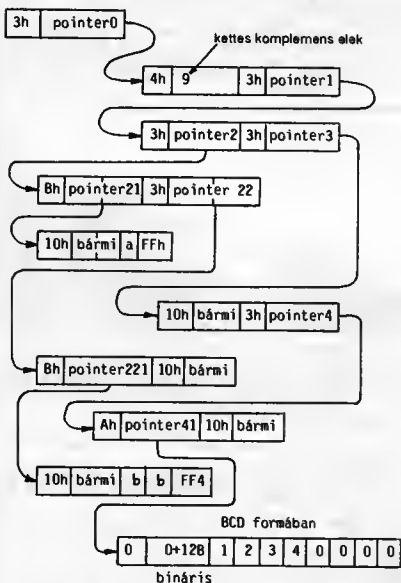 3h pointer0
kettes komplemens alak
4h 9 3h pointer1
3h pointer2 3h pointer3
Bh pointer21 3h pointer 22
10h bármi a FFh
10h bármi 3h pointer4
Bh pointer221 10h bármi
Ah pointer41 10h bármi
10h bármi b b FF4
BCD formában
0 0+128 1 2 3 4 0 0 0 0
bináris